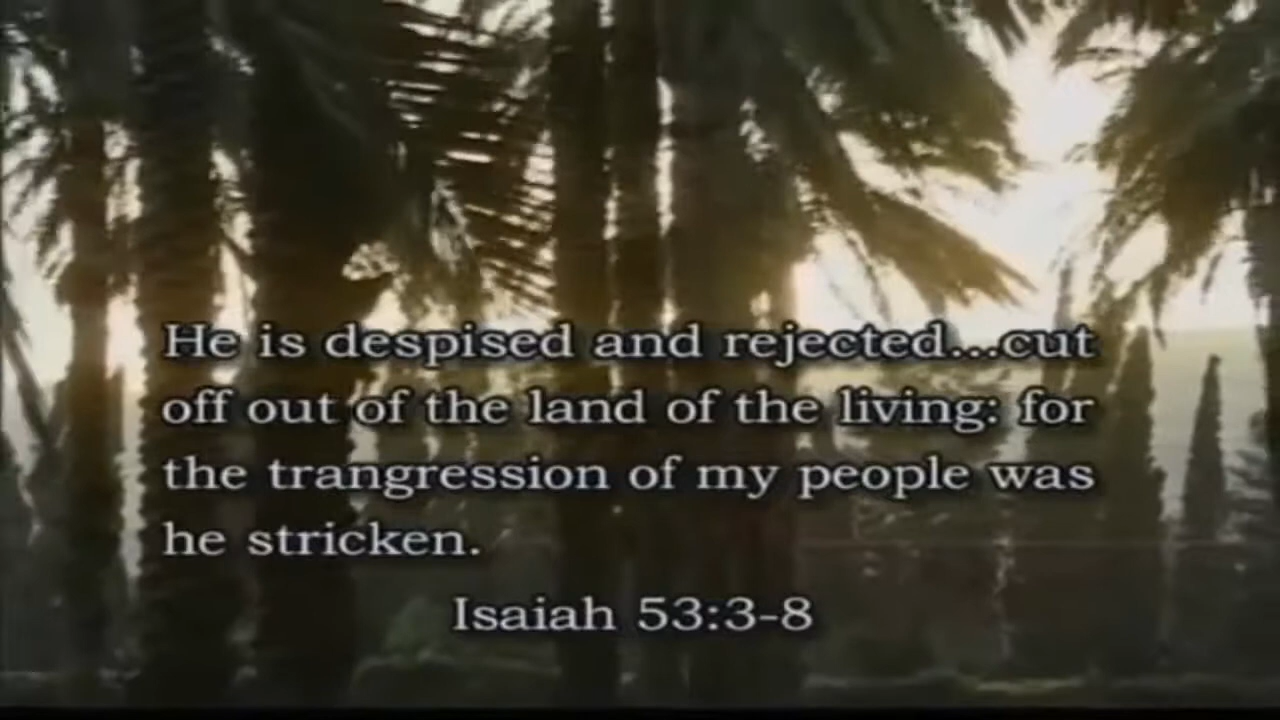 He is despised and rejected...cut
off out of the land of the living: for
the trangression of my people was
he stricken.
Isaiah 53:3-8